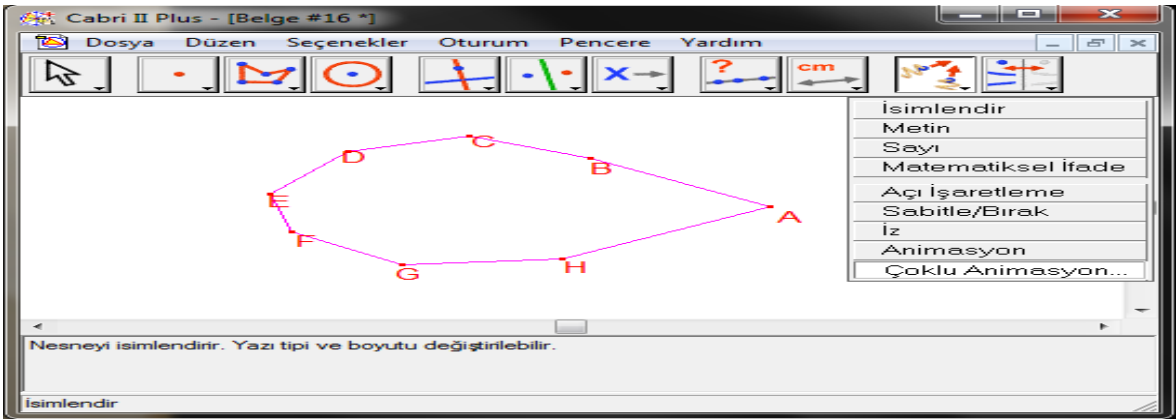 Cabri II Plus - [Belge #16 *]
Dosya Düzen Seçenekler Oturum Pencere Yardım
? cm
İsimlendir
Metin
Sayı
Matematiksel İfade
Açı İşaretleme
Sabitle/Bırak
İz
Animasyon
Çoklu Animasyon...
C
D
B
E
A
F
H
G
Nesneyi isimlendirir. Yazı tipi ve boyutu değiştirilebilir.
İsimlendir